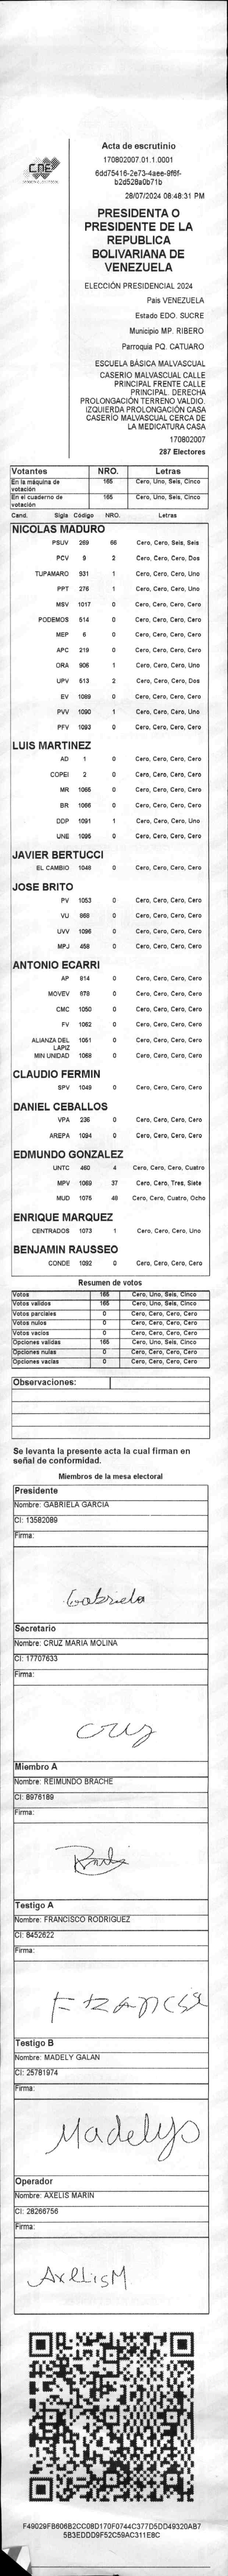 CNE
Acta de escrutinio
170802007.01.1.0001
6dd75416-2e73-4aee-9f6f-
b2d528a0b71b
28/07/2024 08:48:31 PM
PRESIDENTA O
PRESIDENTE DE LA
REPUBLICA
BOLIVARIANA DE
VENEZUELA
ELECCIÓN PRESIDENCIAL 2024
País VENEZUELA
Estado EDO. SUCRE
Municipio MP. RIBERO
Parroquia PQ. CATUARO
ESCUELA BÁSICA MALVASCUAL
CASERÍO MALVASCUAL CALLE
PRINCIPAL FRENTE CALLE
PRINCIPAL. DERECHA
PROLONGACIÓN TERRENO VALDIO.
IZQUIERDA PROLONGACIÓN CASA
CASERÍO MALVASCUAL CERCA DE
LA MEDICATURA CASA
170802007
287 Electores
Votantes NRO. Letras
En la máquina de votación 165 Cero, Uno, Seis, Cinco
En el cuaderno de votación 165 Cero, Uno, Seis, Cinco
Cand. Sigla Código NRO. Letras
NICOLAS MADURO
PSUV 269 66 Cero, Cero, Seis, Seis
PCV 9 2 Cero, Cero, Cero, Dos
TUPAMARO 931 1 Cero, Cero, Cero, Uno
PPT 276 1 Cero, Cero, Cero, Uno
MSV 1017 0 Cero, Cero, Cero, Cero
PODEMOS 514 0 Cero, Cero, Cero, Cero
MEP 6 0 Cero, Cero, Cero, Cero
APC 219 0 Cero, Cero, Cero, Cero
ORA 906 1 Cero, Cero, Cero, Uno
UPV 513 2 Cero, Cero, Cero, Dos
EV 1089 0 Cero, Cero, Cero, Cero
PVV 1090 1 Cero, Cero, Cero, Uno
PFV 1093 0 Cero, Cero, Cero, Cero
LUIS MARTINEZ
AD 1 0 Cero, Cero, Cero, Cero
COPEI 2 0 Cero, Cero, Cero, Cero
MR 1065 0 Cero, Cero, Cero, Cero
BR 1066 0 Cero, Cero, Cero, Cero
DDP 1091 1 Cero, Cero, Cero, Uno
UNE 1095 0 Cero, Cero, Cero, Cero
JAVIER BERTUCCI
EL CAMBIO 1048 0 Cero, Cero, Cero, Cero
JOSE BRITO
PV 1053 0 Cero, Cero, Cero, Cero
VU 868 0 Cero, Cero, Cero, Cero
UVV 1096 0 Cero, Cero, Cero, Cero
MPJ 458 0 Cero, Cero, Cero, Cero
ANTONIO ECARRI
AP 814 0 Cero, Cero, Cero, Cero
MOVEV 878 0 Cero, Cero, Cero, Cero
CMC 1050 0 Cero, Cero, Cero, Cero
FV 1062 0 Cero, Cero, Cero, Cero
ALIANZA DEL LAPIZ 1051 0 Cero, Cero, Cero, Cero
MIN UNIDAD 1068 0 Cero, Cero, Cero, Cero
CLAUDIO FERMIN
SPV 1049 0 Cero, Cero, Cero, Cero
DANIEL CEBALLOS
VPA 236 0 Cero, Cero, Cero, Cero
AREPA 1094 0 Cero, Cero, Cero, Cero
EDMUNDO GONZALEZ
UNTC 460 4 Cero, Cero, Cero, Cuatro
MPV 1069 37 Cero, Cero, Tres, Siete
MUD 1075 48 Cero, Cero, Cuatro, Ocho
ENRIQUE MARQUEZ
CENTRADOS 1073 1 Cero, Cero, Cero, Uno
BENJAMIN RAUSSEO
CONDE 1092 0 Cero, Cero, Cero, Cero
Resumen de votos
Votos 165 Cero, Uno, Seis, Cinco
Votos validos 165 Cero, Uno, Seis, Cinco
Votos parciales 0 Cero, Cero, Cero, Cero
Votos nulos 0 Cero, Cero, Cero, Cero
Votos vacios 0 Cero, Cero, Cero, Cero
Opciones validas 165 Cero, Uno, Seis, Cinco
Opciones nulas 0 Cero, Cero, Cero, Cero
Opciones vacías 0 Cero, Cero, Cero, Cero
Observaciones:
Se levanta la presente acta la cual firman en
señal de conformidad.
Miembros de la mesa electoral
Presidente
Nombre: GABRIELA GARCIA
CI: 13582089
Firma:
Gabriela
Secretario
Nombre: CRUZ MARIA MOLINA
CI: 17707633
Firma:
Cruz
Miembro A
Nombre: REIMUNDO BRACHE
CI: 8976189
Firma:
Testigo A
Nombre: FRANCISCO RODRIGUEZ
CI: 8452622
Firma:
Testigo B
Nombre: MADELY GALAN
CI: 25781974
Firma:
Madelys
Operador
Nombre: AXELIS MARIN
CI: 28266756
Firma:
AxelisM
F49029FB606B2CC08D170F0744C377D5DD49320AB7
5B3EDDD9F52C59AC311E8C